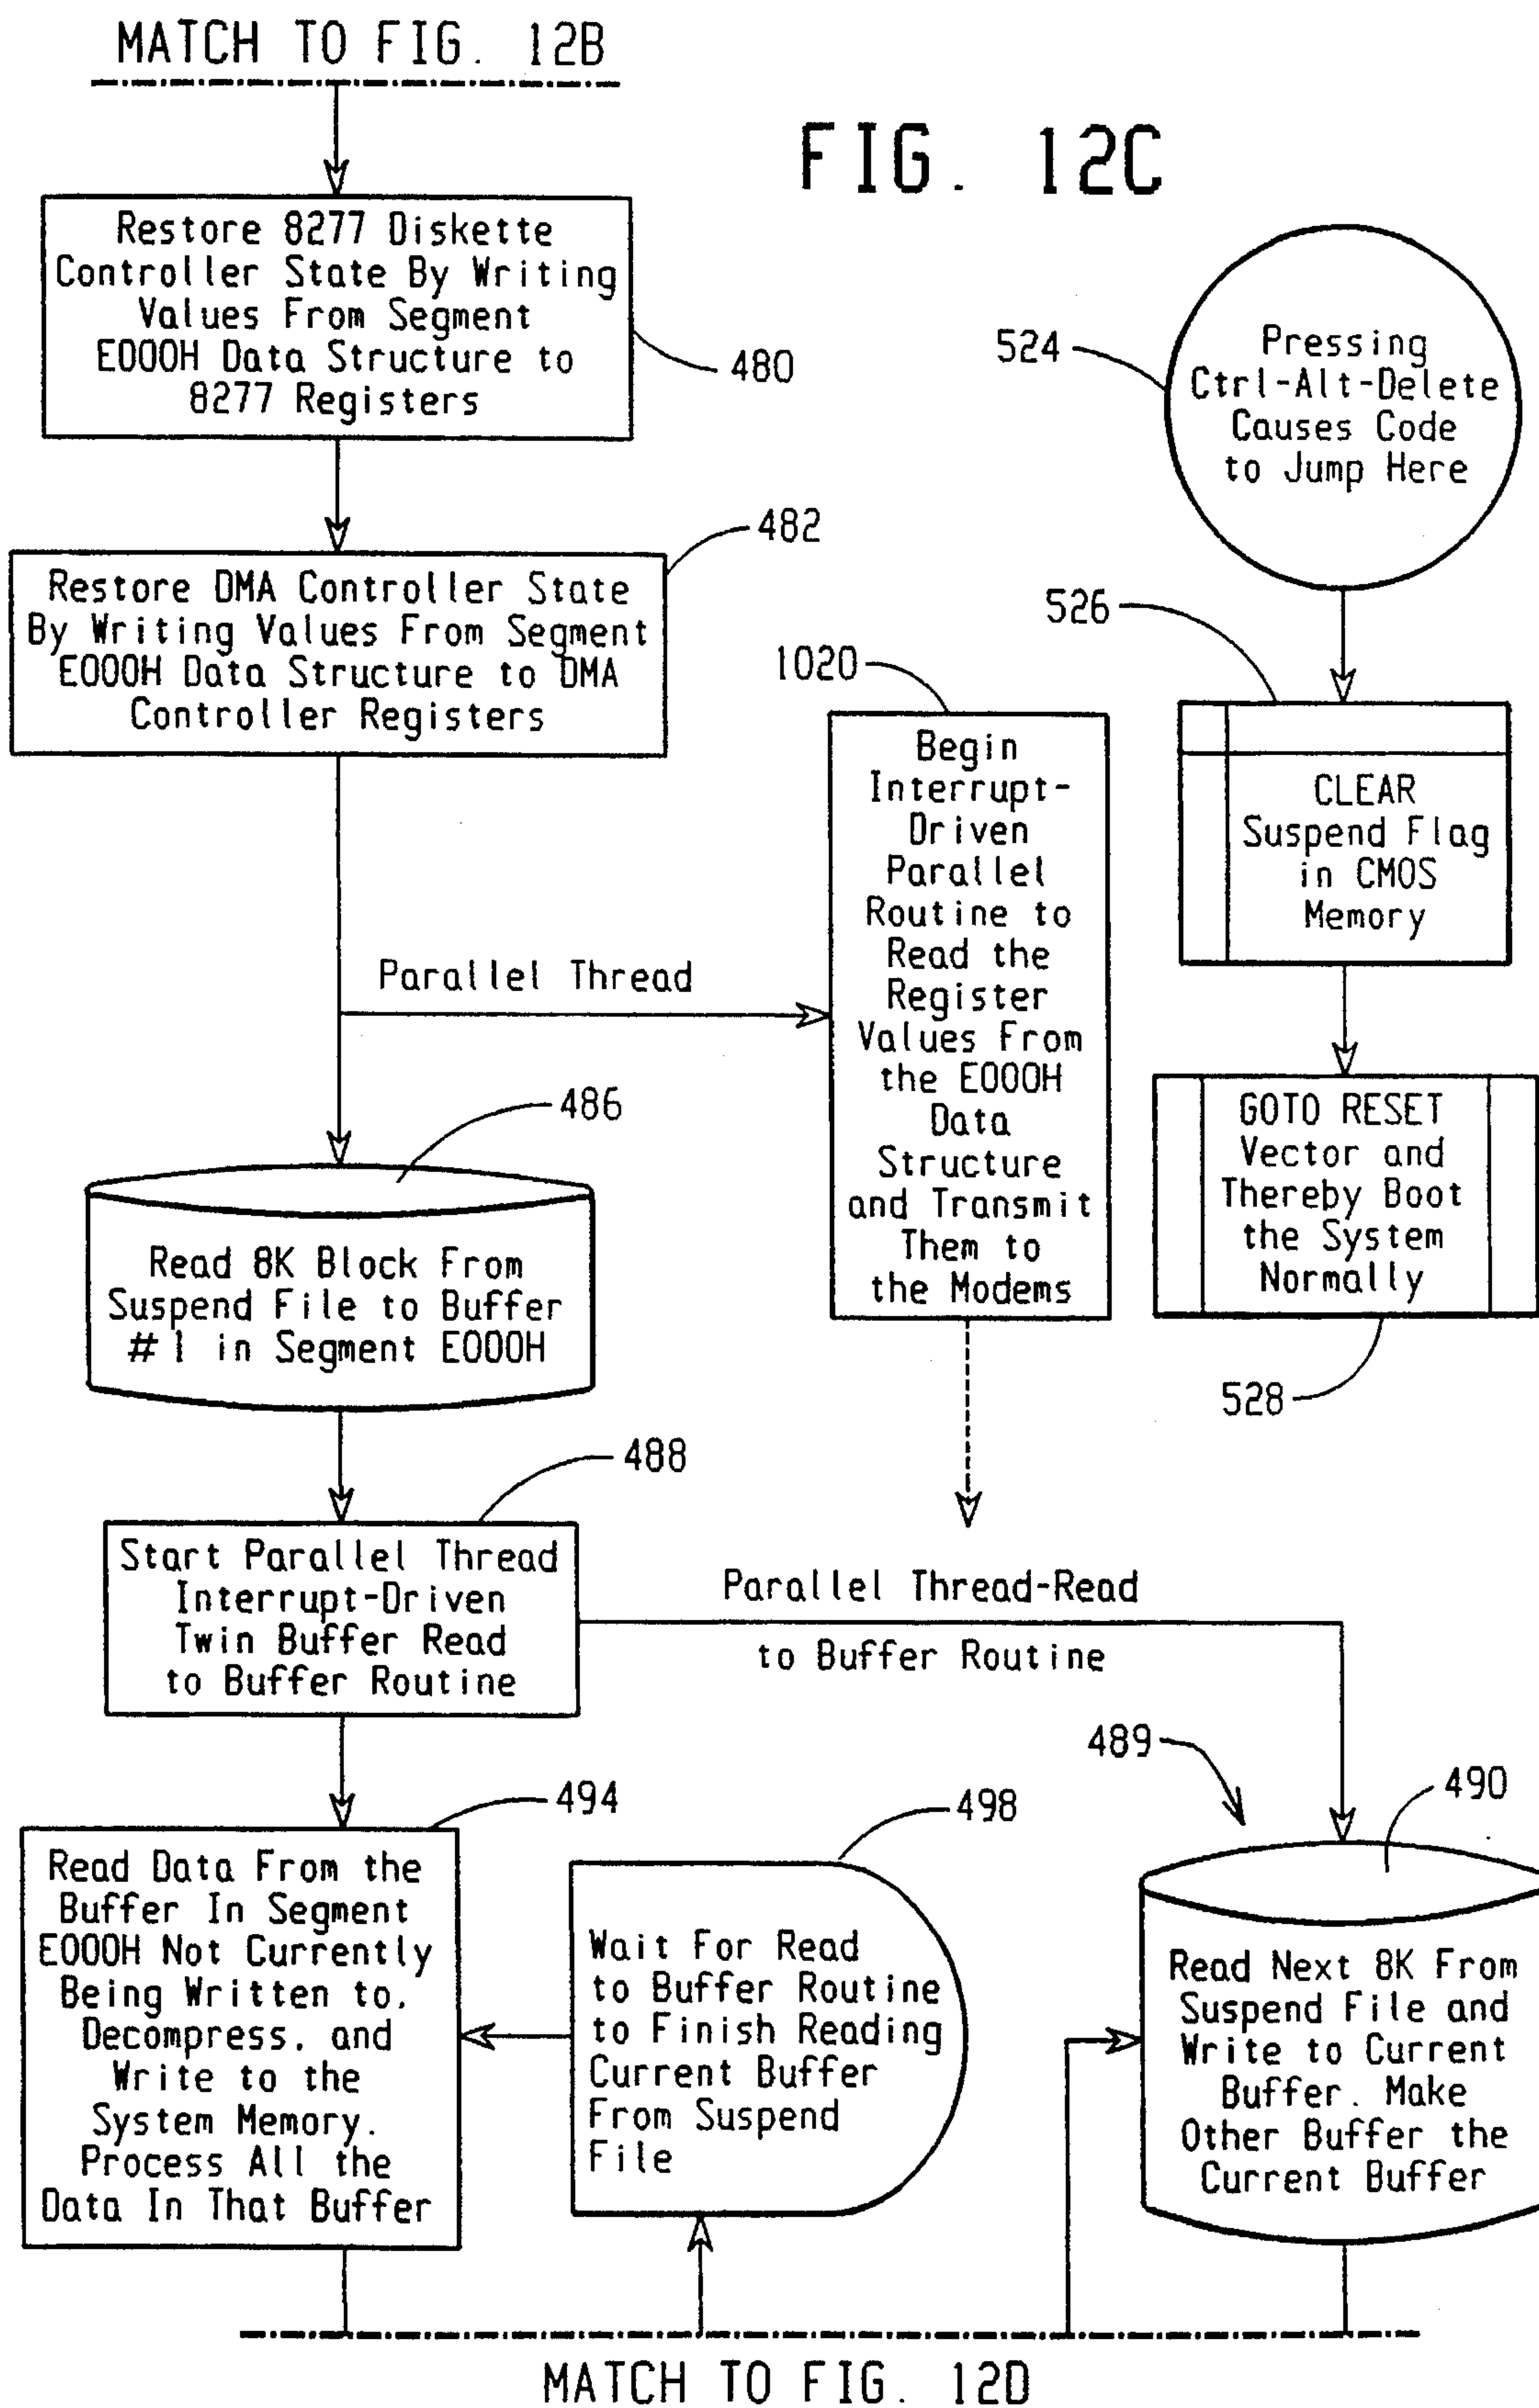 MATCH TO FIG. 12B
FIG. 12C
Restore 8277 Diskette
Controller State By Writing
Values From Segment
E000H Data Structure to
8277 Registers
480
524
Pressing
Ctrl-Alt-Delete
Causes Code
to Jump Here
482
Restore DMA Controller State
By Writing Values From Segment
E000H Data Structure to DMA
Controller Registers
526
CLEAR
Suspend Flag
in CMOS
Memory
1020
Begin
Interrupt-
Driven
Parallel
Routine to
Read the
Register
Values From
the E000H
Data
Structure
and Transmit
Them to
the Modems
Parallel Thread
GOTO RESET
Vector and
Thereby Boot
the System
Normally
528
486
Read 8K Block From
Suspend File to Buffer
#1 in Segment E000H
488
Start Parallel Thread
Interrupt-Driven
Twin Buffer Read
to Buffer Routine
Parallel Thread-Read
to Buffer Routine
489
490
494
Read Data From the
Buffer In Segment
E000H Not Currently
Being Written to,
Decompress, and
Write to the
System Memory.
Process All the
Data In That Buffer
498
Wait For Read
to Buffer Routine
to Finish Reading
Current Buffer
From Suspend
File
Read Next 8K From
Suspend File and
Write to Current
Buffer. Make
Other Buffer the
Current Buffer
MATCH TO FIG. 12D